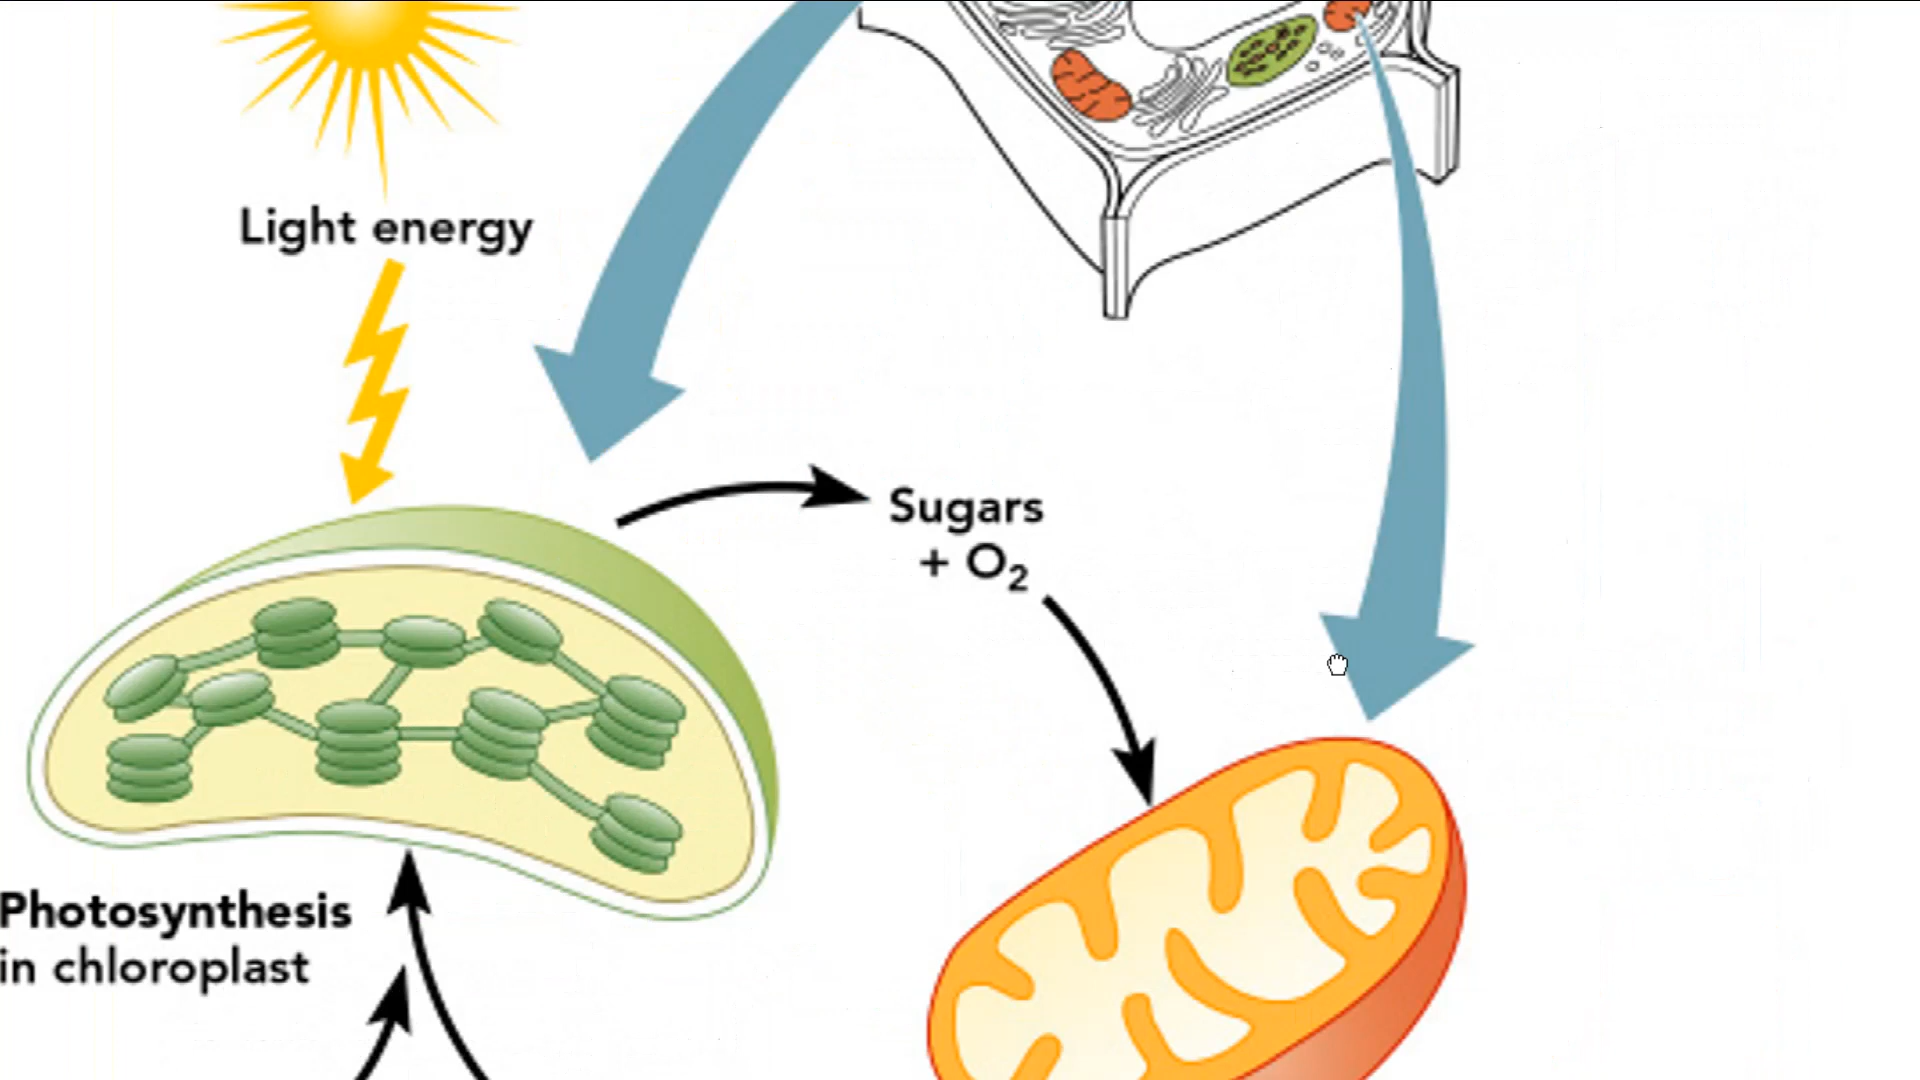 Light energy
Sugars
+ O₂
Photosynthesis
in chloroplast